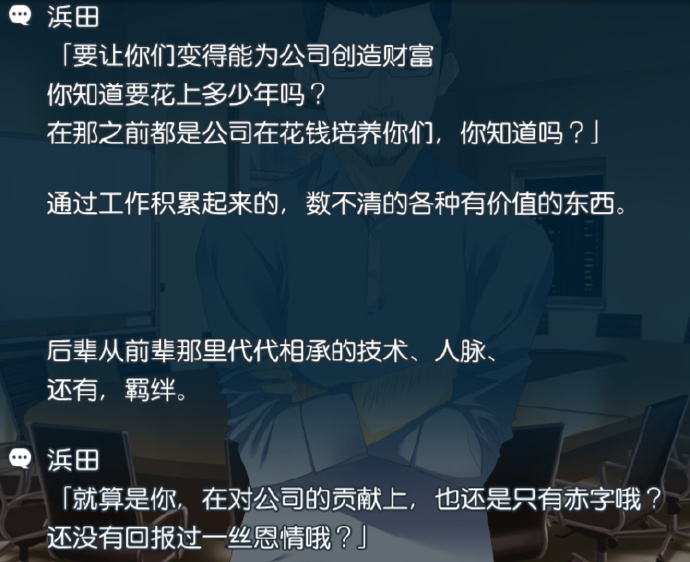 浜田
「要让你们变得能为公司创造财富
你知道要花上多少年吗？
在那之前都是公司在花钱培养你们，你知道吗？」
通过工作积累起来的，数不清的各种有价值的东西。
后辈从前辈那里代代相承的技术、人脉、
还有，羁绊。
浜田
「就算是你，在对公司的贡献上，也还是只有赤字哦？
还没有回报过一丝恩情哦？」